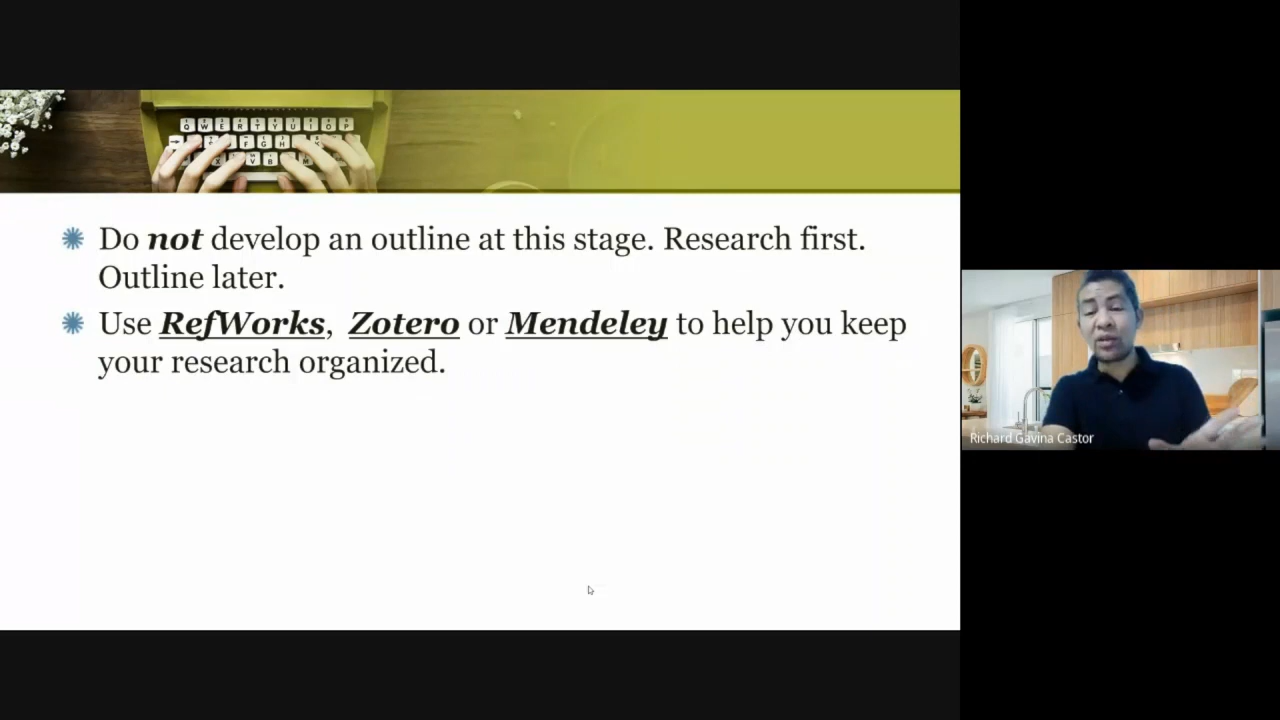 Q W E R T Y U I O P
F G H
V B
Do not develop an outline at this stage. Research first.
Outline later.
Use RefWorks, Zotero or Mendeley to help you keep
your research organized.
Richard Gavina Castor